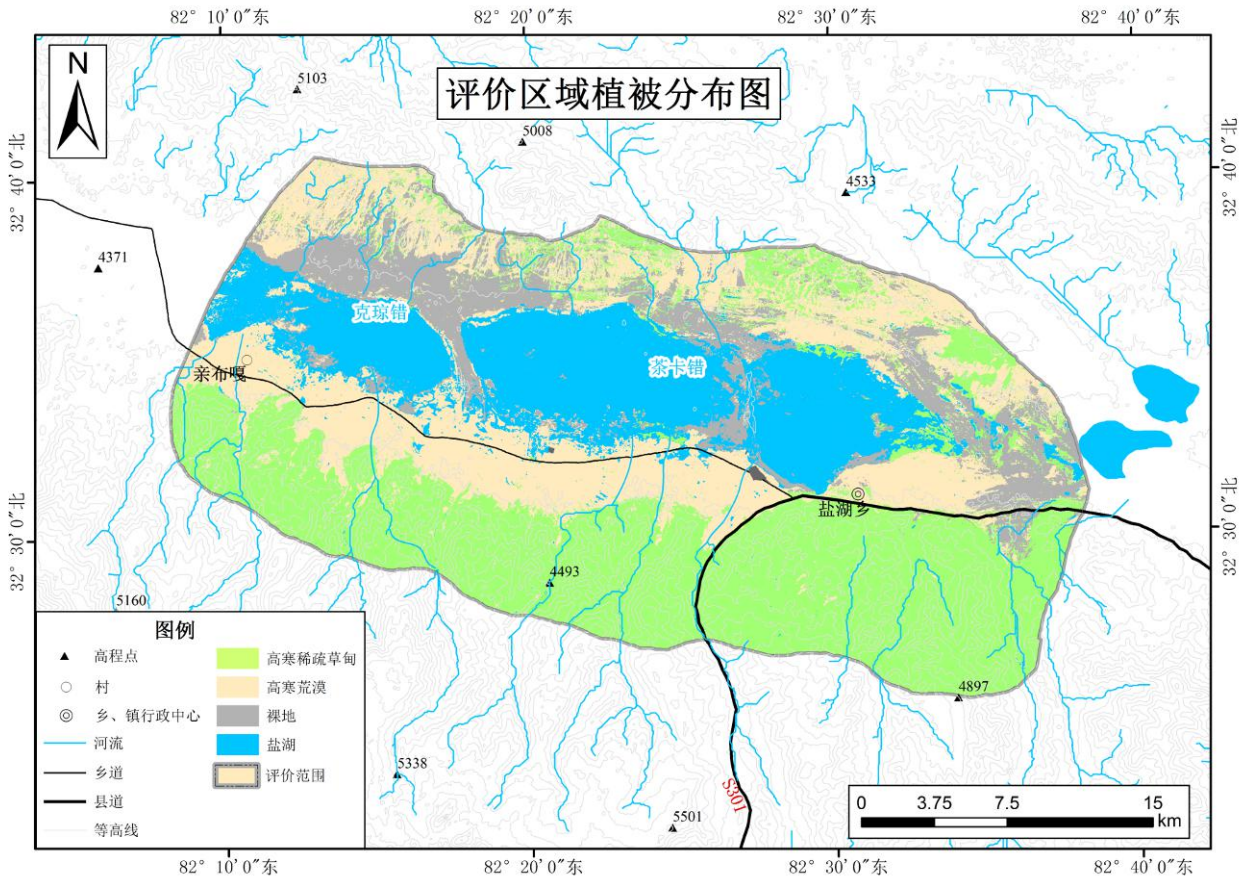 82° 10′ 0″东
82° 20′ 0″东
82° 30′ 0″东
82° 40′ 0″东
N
评价区域植被分布图
5103
5008
4533
32° 40′ 0″北
32° 40′ 0″北
4371
克琼错
茶卡错
亲布嘎
盐湖乡
32° 30′ 0″北
32° 30′ 0″北
4493
5160
4897
5338
5501
S301
图例
高程点
村
乡、镇行政中心
河流
乡道
县道
等高线
高寒稀疏草甸
高寒荒漠
裸地
盐湖
评价范围
0 3.75 7.5 15
km
82° 10′ 0″东
82° 20′ 0″东
82° 30′ 0″东
82° 40′ 0″东